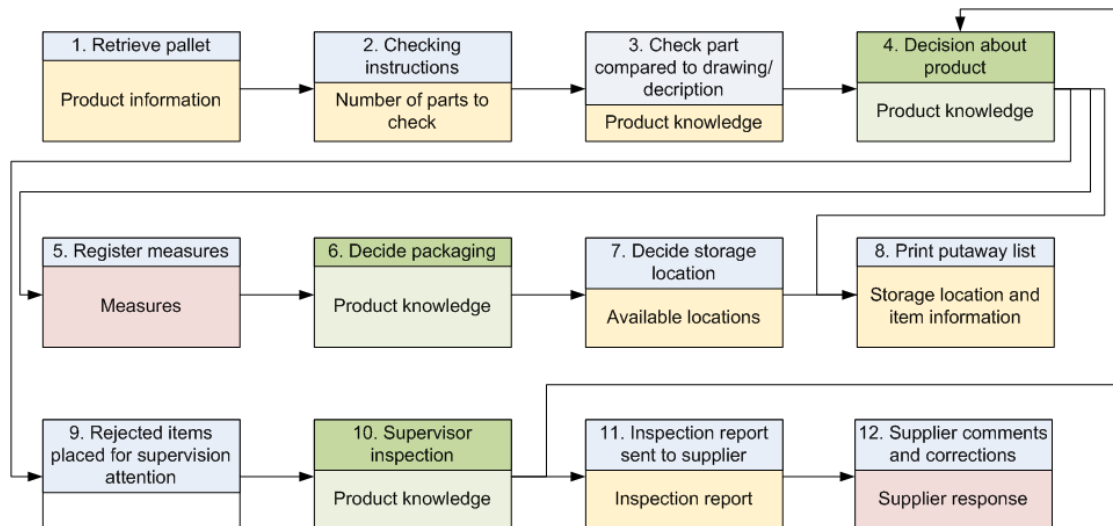 1. Retrieve pallet
Product information
2. Checking
instructions
Number of parts to
check
3. Check part
compared to drawing/
decription
Product knowledge
4. Decision about
product
Product knowledge
5. Register measures
Measures
6. Decide packaging
Product knowledge
7. Decide storage
location
Available locations
8. Print putaway list
Storage location and
item information
9. Rejected items
placed for supervision
attention
10. Supervisor
inspection
Product knowledge
11. Inspection report
sent to supplier
Inspection report
12. Supplier comments
and corrections
Supplier response